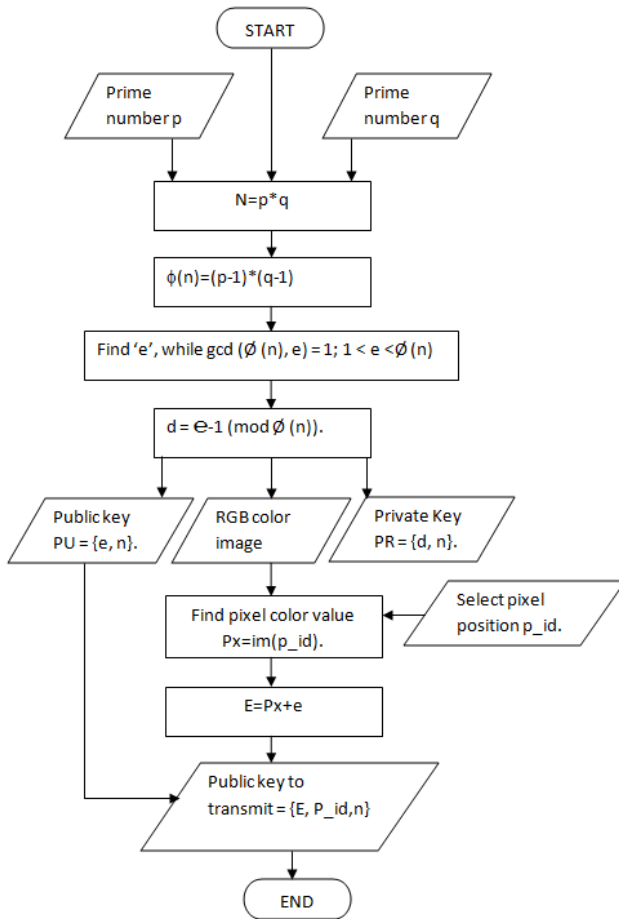 START
Prime
number p
Prime
number q
N=p*q
ϕ(n)=(p-1)*(q-1)
Find ‘e’, while gcd (Ø (n), e) = 1; 1 < e <Ø (n)
d = e-1 (mod Ø (n)).
Public key
PU = {e, n}.
RGB color
image
Private Key
PR = {d, n}.
Find pixel color value
Px=im(p_id).
Select pixel
position p_id.
E=Px+e
Public key to
transmit = {E, P_id,n}
END